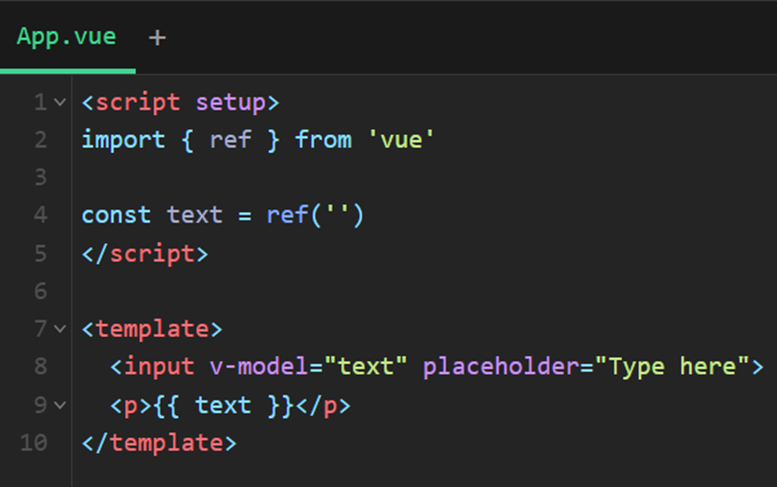 App.vue +
1 <script setup>
2 import { ref } from 'vue'
3
4 const text = ref('')
5 </script>
6
7 <template>
8   <input v-model="text" placeholder="Type here">
9   <p>{{ text }}</p>
10 </template>